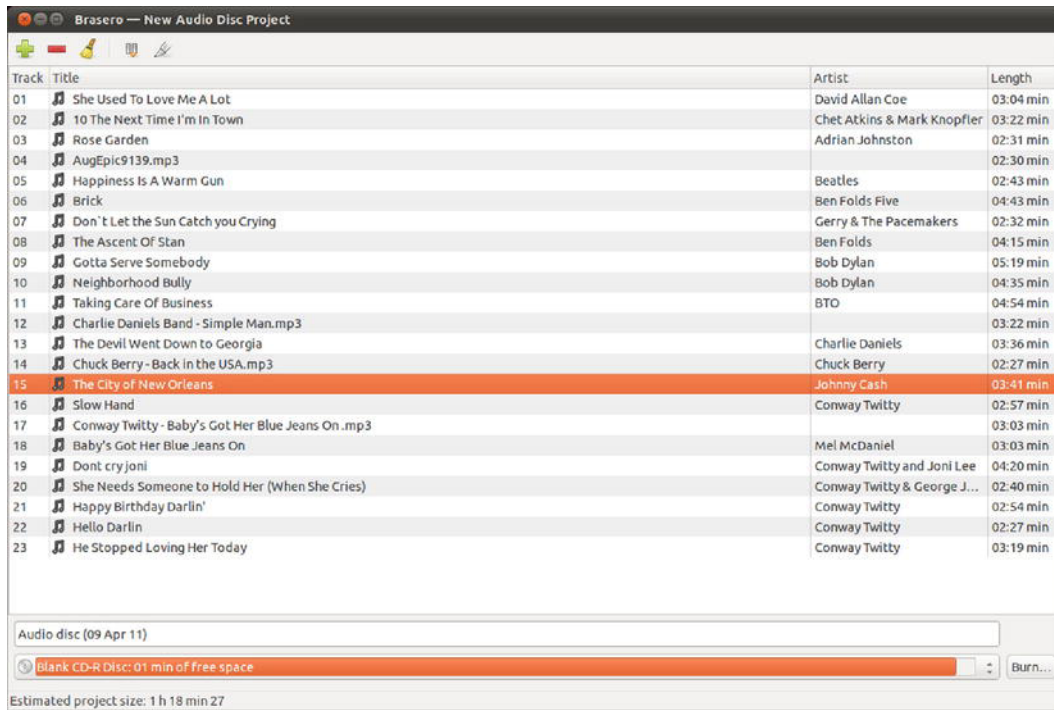 Brasero — New Audio Disc Project
Track Title Artist Length
01 She Used To Love Me A Lot David Allan Coe 03:04 min
02 10 The Next Time I'm In Town Chet Atkins & Mark Knopfler 03:22 min
03 Rose Garden Adrian Johnston 02:31 min
04 AugEpic9139.mp3 02:30 min
05 Happiness Is A Warm Gun Beatles 02:43 min
06 Brick Ben Folds Five 04:43 min
07 Don`t Let the Sun Catch you Crying Gerry & The Pacemakers 02:32 min
08 The Ascent Of Stan Ben Folds 04:15 min
09 Gotta Serve Somebody Bob Dylan 05:19 min
10 Neighborhood Bully Bob Dylan 04:35 min
11 Taking Care Of Business BTO 04:54 min
12 Charlie Daniels Band - Simple Man.mp3 03:22 min
13 The Devil Went Down to Georgia Charlie Daniels 03:36 min
14 Chuck Berry - Back in the USA.mp3 Chuck Berry 02:27 min
15 The City of New Orleans Johnny Cash 03:41 min
16 Slow Hand Conway Twitty 02:57 min
17 Conway Twitty - Baby's Got Her Blue Jeans On .mp3 03:03 min
18 Baby's Got Her Blue Jeans On Mel McDaniel 03:03 min
19 Dont cry joni Conway Twitty and Joni Lee 04:20 min
20 She Needs Someone to Hold Her (When She Cries) Conway Twitty & George J... 02:40 min
21 Happy Birthday Darlin' Conway Twitty 02:54 min
22 Hello Darlin Conway Twitty 02:27 min
23 He Stopped Loving Her Today Conway Twitty 03:19 min
Audio disc (09 Apr 11)
Blank CD-R Disc: 01 min of free space Burn...
Estimated project size: 1 h 18 min 27